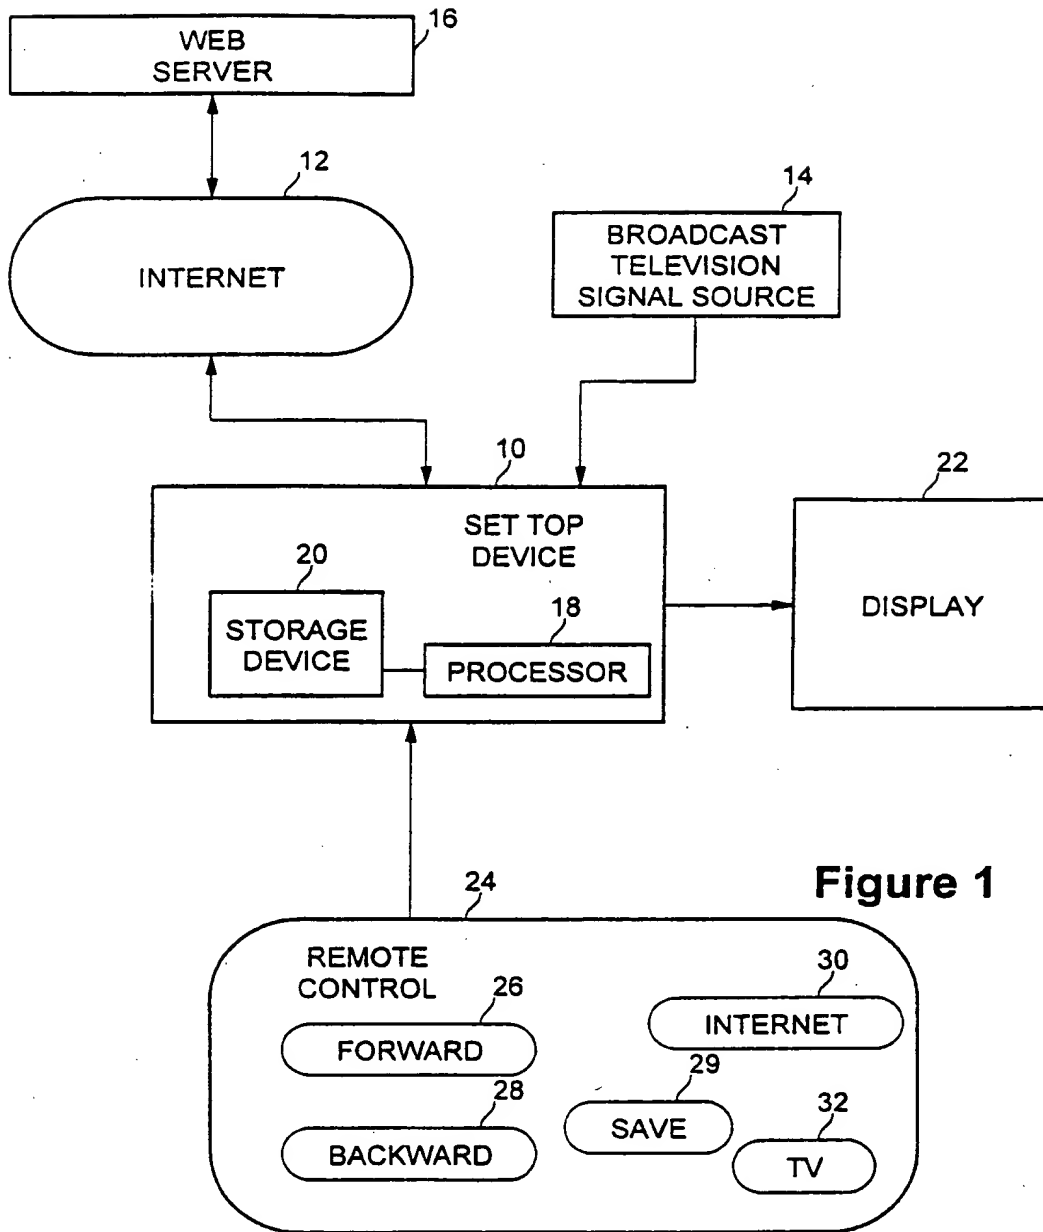 16
WEB
SERVER
12
INTERNET
14
BROADCAST
TELEVISION
SIGNAL SOURCE
10
SET TOP
DEVICE
22
DISPLAY
20
STORAGE
DEVICE
18
PROCESSOR
Figure 1
24
REMOTE
CONTROL
26
FORWARD
30
INTERNET
28
BACKWARD
29
SAVE
32
TV